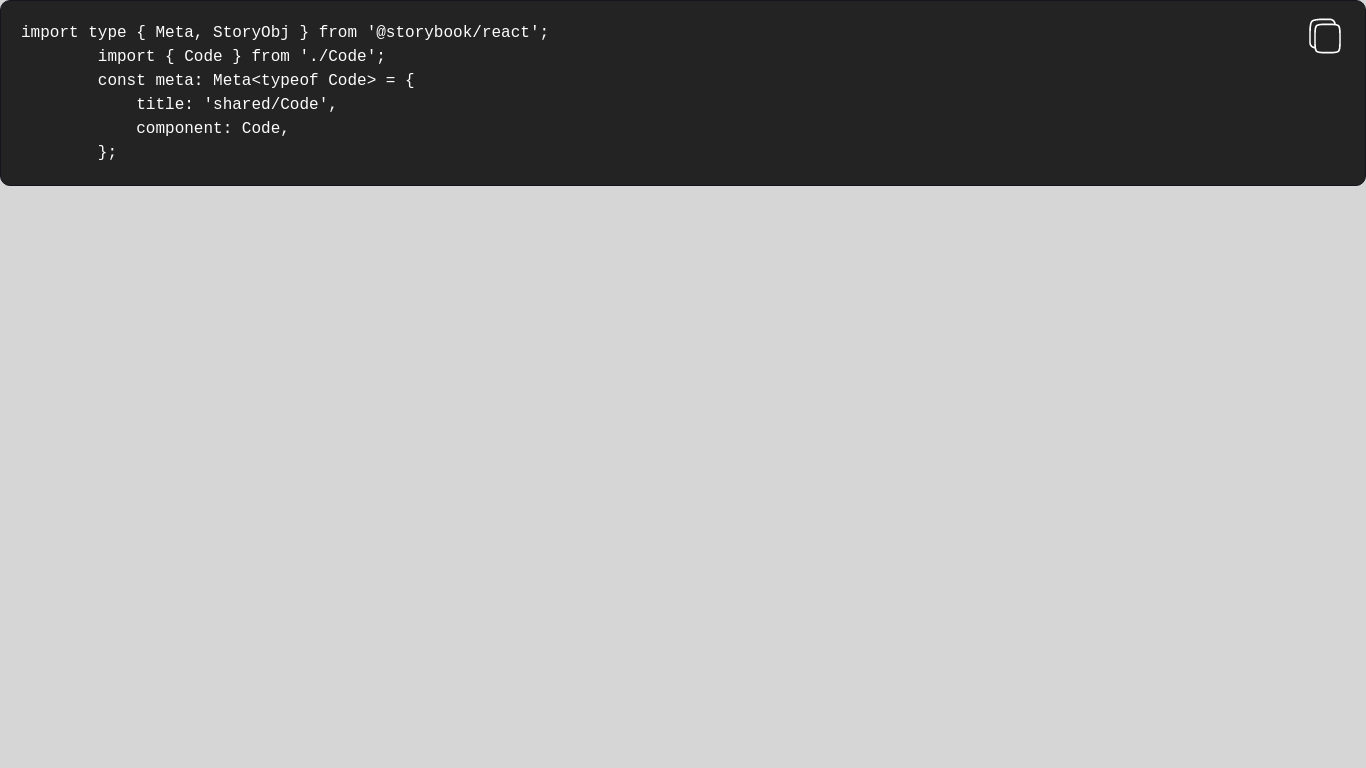 import type { Meta, StoryObj } from '@storybook/react';
        import { Code } from './Code';
        const meta: Meta<typeof Code> = {
            title: 'shared/Code',
            component: Code,
        };